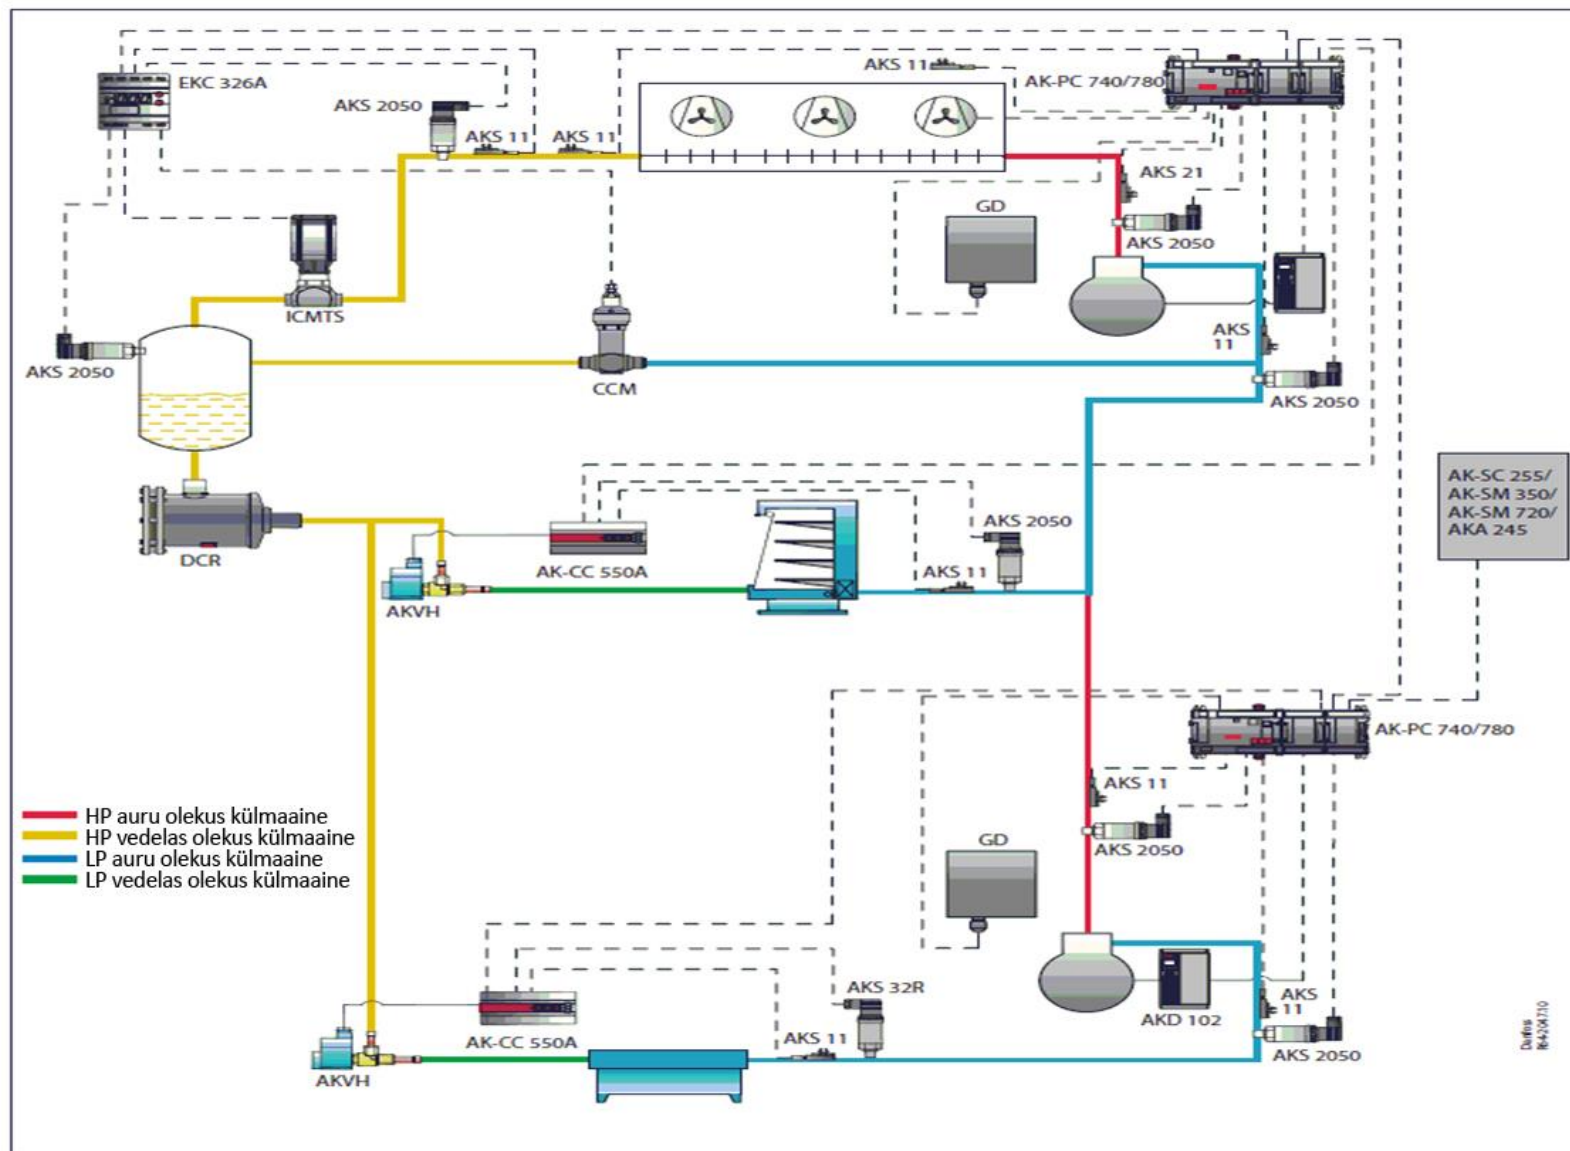 EKC 326A
AKS 2050
AKS 11
AKS 11
AKS 11
AK-PC 740/780
AKS 21
GD
AKS 2050
ICMTS
AKS
11
AKS 2050
CCM
AKS 2050
AK-SC 255/
AK-SM 350/
AK-SM 720/
AKA 245
DCR
AK-CC 550A
AKS 2050
AKS 11
AKVH
AK-PC 740/780
AKS 11
HP auru olekus külmaaine
HP vedelas olekus külmaaine
LP auru olekus külmaaine
LP vedelas olekus külmaaine
GD
AKS 2050
AKS 32R
AKS
11
AKD 102
AK-CC 550A
AKS 11
AKS 2050
AKVH
Danfoss